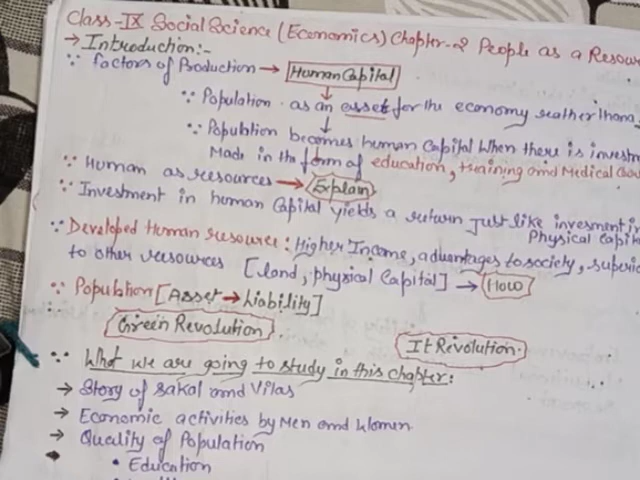 Class-IX Social Science (Economics) Chapter-2 People as a Resour
→ Introduction:-
∵ factors of Production → Human Capital
∵ Population as an asset for the economy reather than a
∵ Population becomes human Capital When there is invest
Made in the form of education, training and Medical Ca
∵ Human as resources → Explain
∵ Investment in human Capital yields a return Just like invesment in
Physical Capit
∵ Developed Human resource: Higher Income, advantages to society, superio
to other resources [land, physical Capital] → How
∵ Population [Asset → Liability]
Green Revolution
It Revolution.
∵ What we are going to study in this chapter:
→ Story of Sakal and Vilas
→ Economic activities by Men and Women
→ Quality of Population
• Education